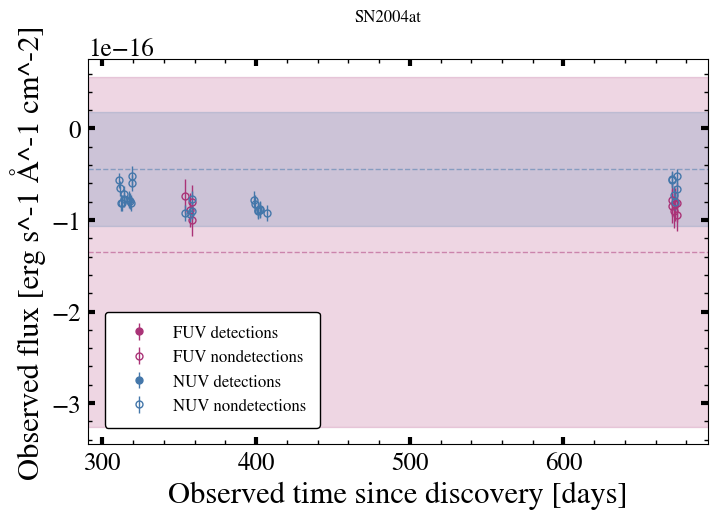 SN2004at
1e−16
Observed flux [erg s^-1 Å^-1 cm^-2]
0
−1
−2
−3
FUV detections
FUV nondetections
NUV detections
NUV nondetections
300 400 500 600
Observed time since discovery [days]